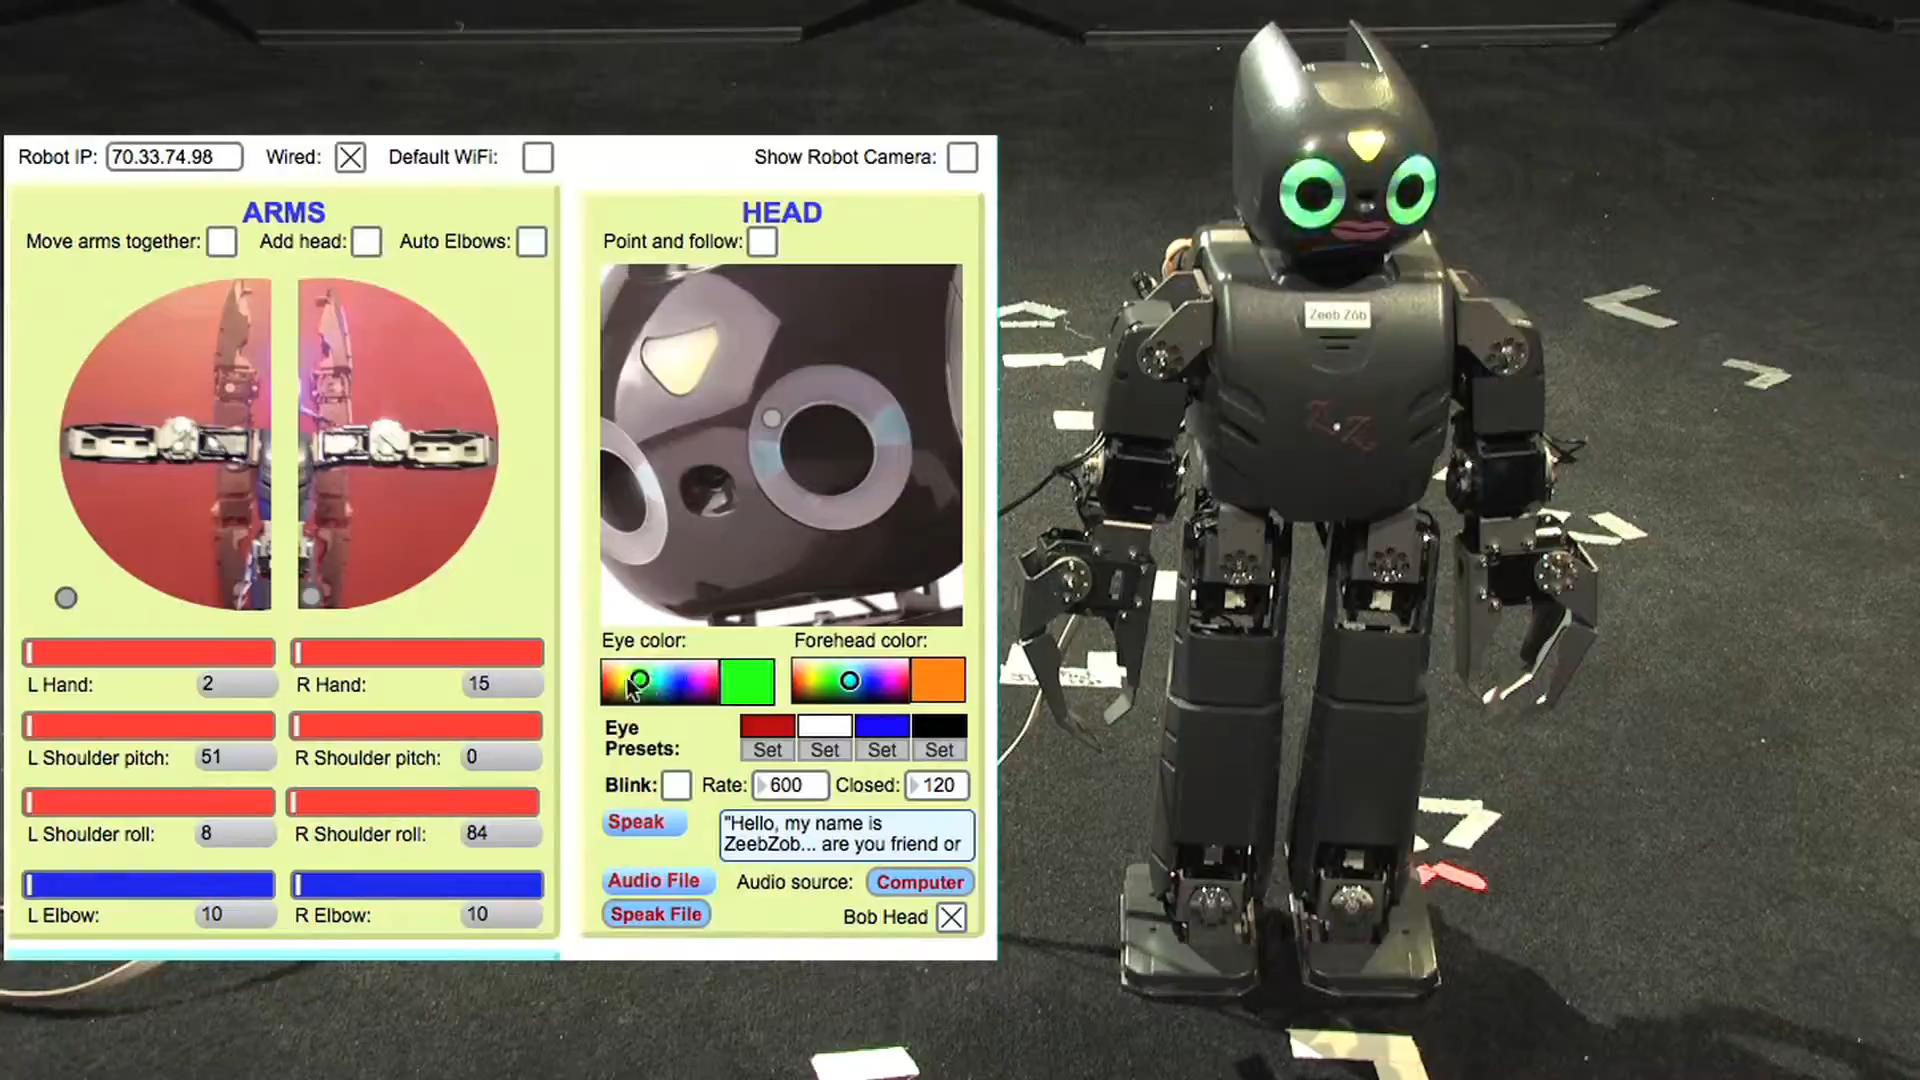 Robot IP: 70.33.74.98 Wired: Default WiFi: Show Robot Camera:
ARMS
Move arms together: Add head: Auto Elbows:
L Hand: 2 R Hand: 15
L Shoulder pitch: 51 R Shoulder pitch: 0
L Shoulder roll: 8 R Shoulder roll: 84
L Elbow: 10 R Elbow: 10
HEAD
Point and follow:
Eye color: Forehead color:
Eye
Presets:
Set Set Set Set
Blink: Rate: 600 Closed: 120
Speak
"Hello, my name is
ZeebZob... are you friend or
Audio File Audio source: Computer
Speak File Bob Head
Zeeb Zob
Z.Z.